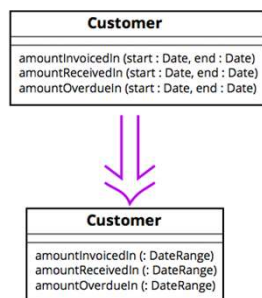 Customer
amountInvoicedIn (start : Date, end : Date)
amountReceivedIn (start : Date, end : Date)
amountOverdueIn (start : Date, end : Date)
Customer
amountInvoicedIn (: DateRange)
amountReceivedIn (: DateRange)
amountOverdueIn (: DateRange)